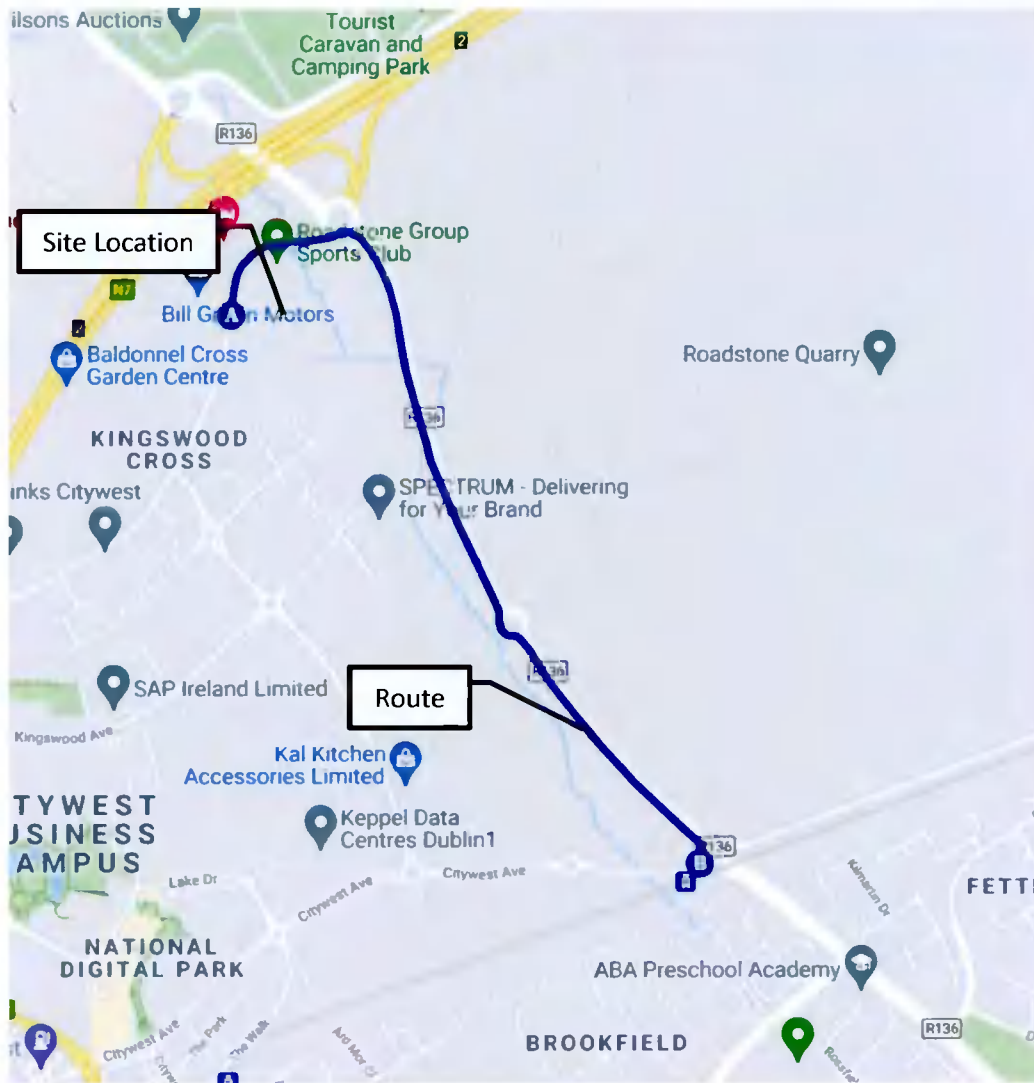 ilsons Auctions
Tourist
Caravan and
Camping Park
2
R136
Site Location
Roadstone Group
Sports Club
N7
Bill Motors
Baldonnel Cross
Garden Centre
Roadstone Quarry
KINGSWOOD
CROSS
inks Citywest
SPECTRUM - Delivering
for Your Brand
SAP Ireland Limited
Route
Kingswood Ave
Kal Kitchen
Accessories Limited
TYWEST
USINESS
AMPUS
Keppel Data
Centres Dublin1
Lake Dr
Citywest Ave
Citywest Ave
FETT
NATIONAL
DIGITAL PARK
ABA Preschool Academy
Citywest Ave
The Park
The Walk
BROOKFIELD
R136